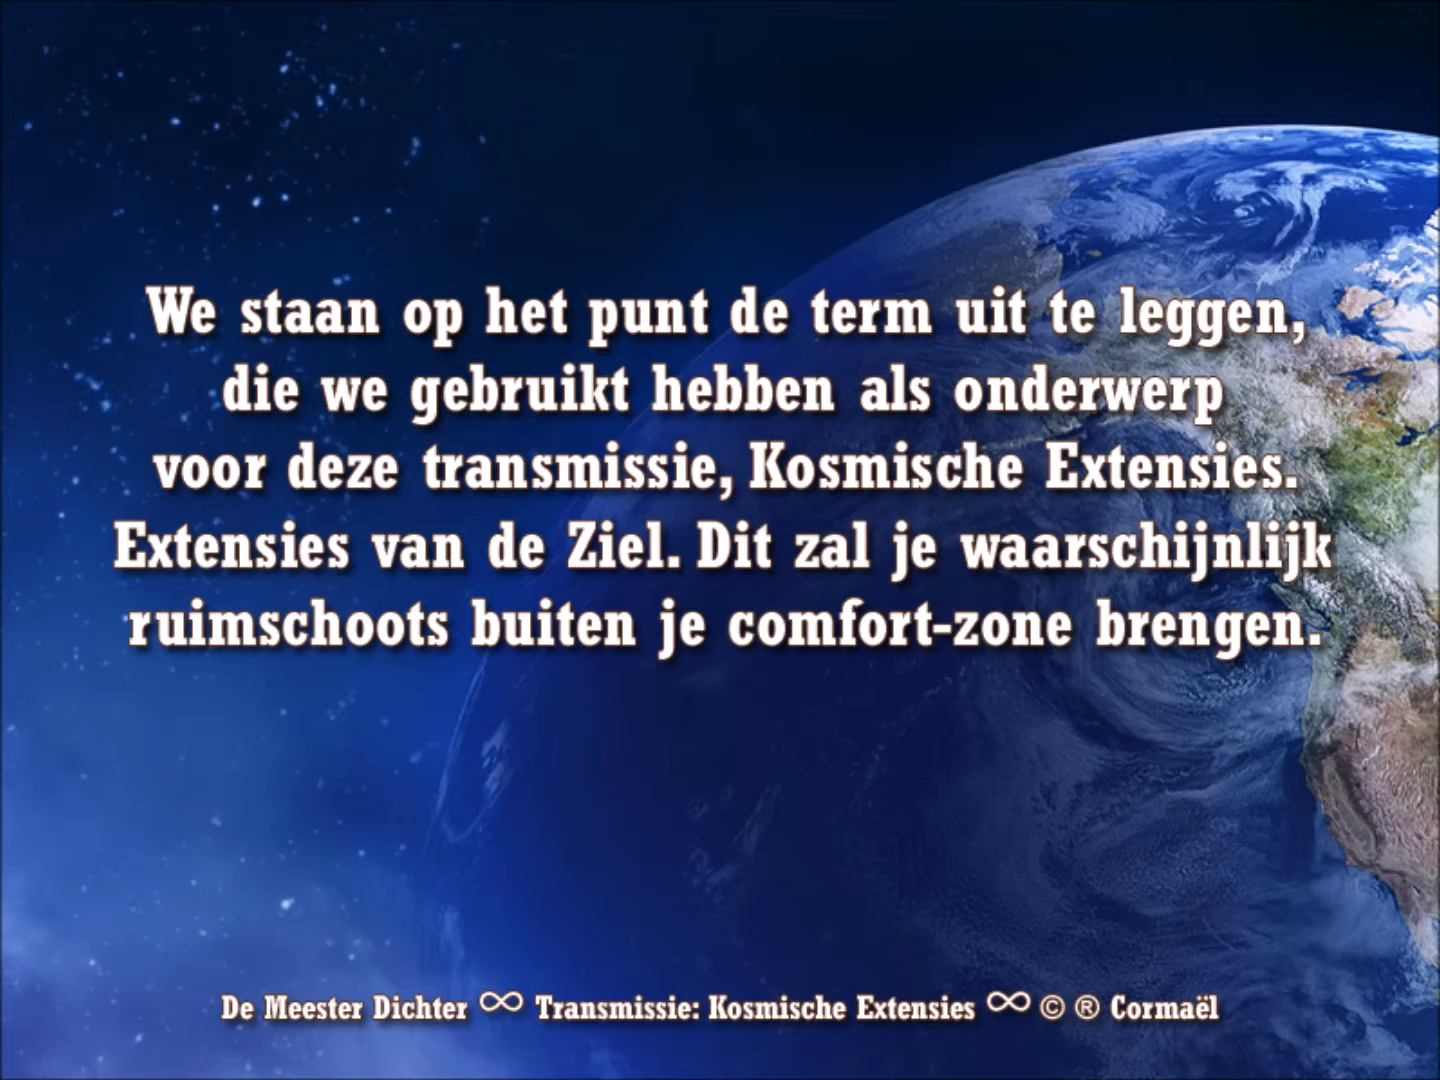 We staan op het punt de term uit te leggen,
die we gebruikt hebben als onderwerp
voor deze transmissie, Kosmische Extensies.
Extensies van de Ziel. Dit zal je waarschijnlijk
ruimschoots buiten je comfort-zone brengen.
De Meester Dichter ∞ Transmissie: Kosmische Extensies ∞ © ® Cormaël